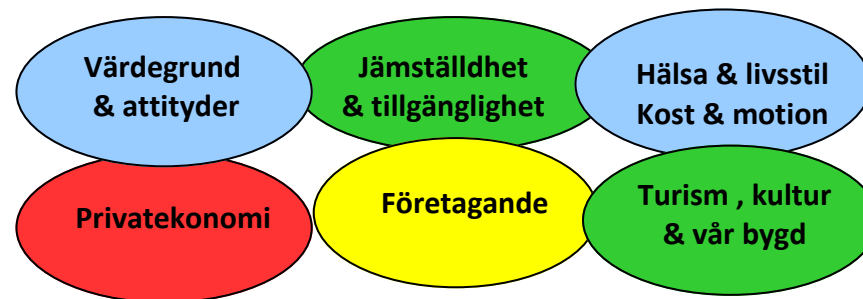 Värdegrund
& attityder
Jämställdhet
& tillgänglighet
Hälsa & livsstil
Kost & motion
Privatekonomi
Företagande
Turism , kultur
& vår bygd